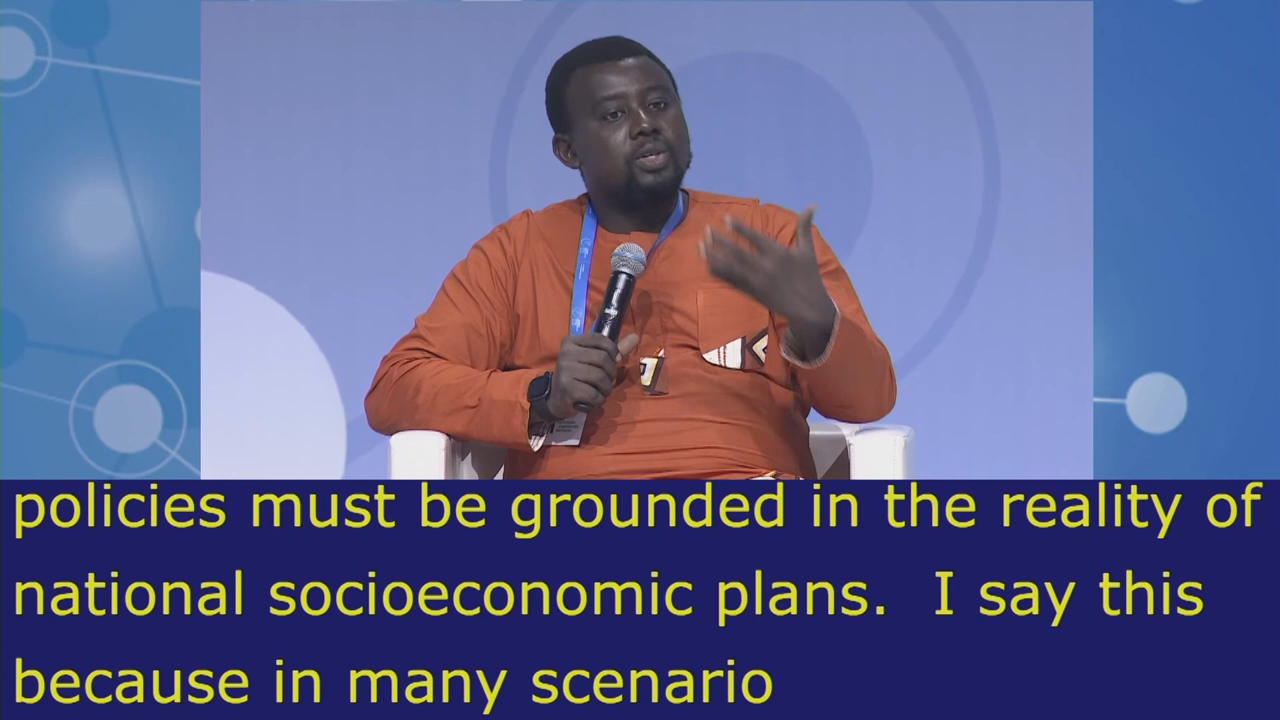 policies must be grounded in the reality of
national socioeconomic plans.  I say this
because in many scenario